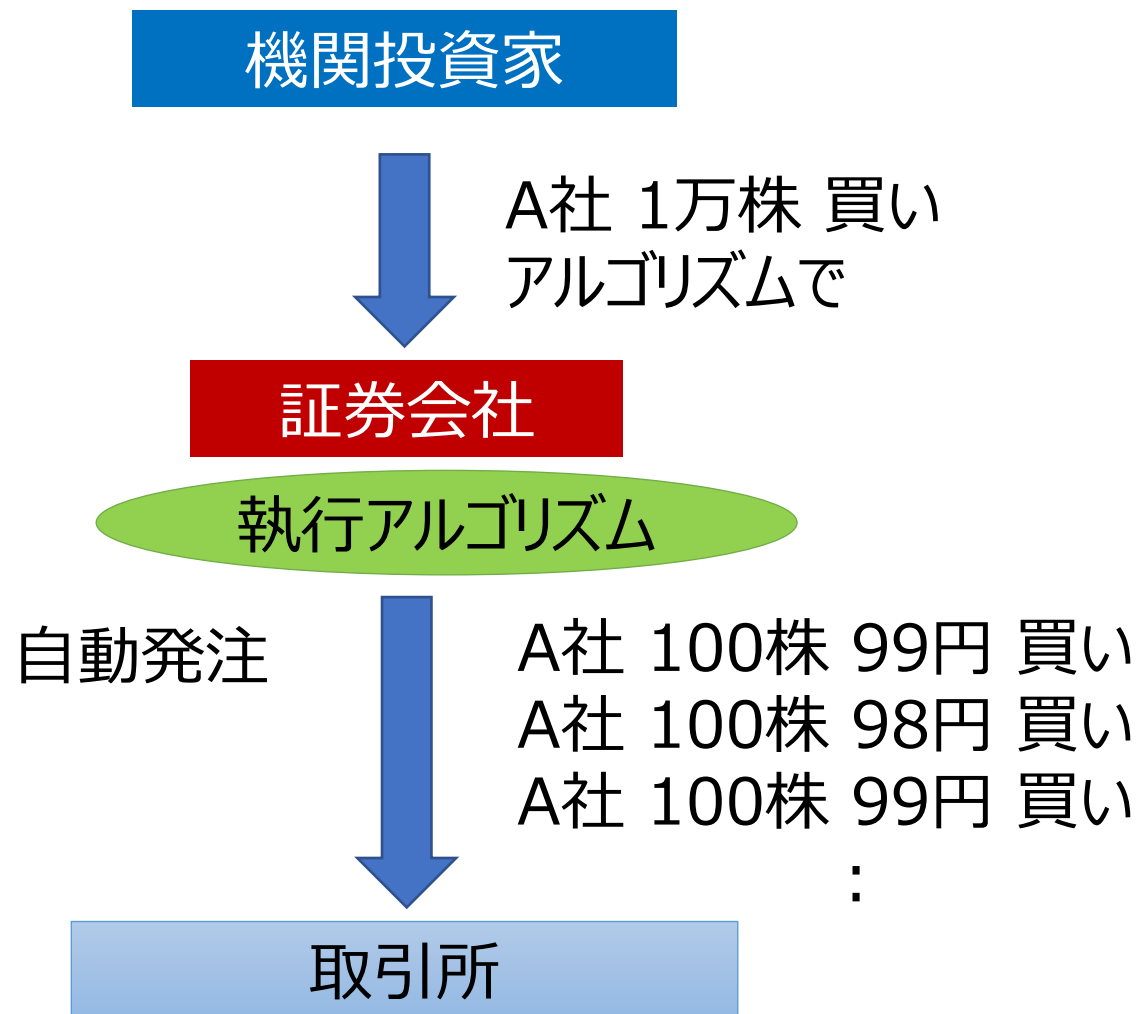 機関投資家
A社 1万株 買い
アルゴリズムで
証券会社
執行アルゴリズム
自動発注
A社 100株 99円 買い
A社 100株 98円 買い
A社 100株 99円 買い
:
取引所